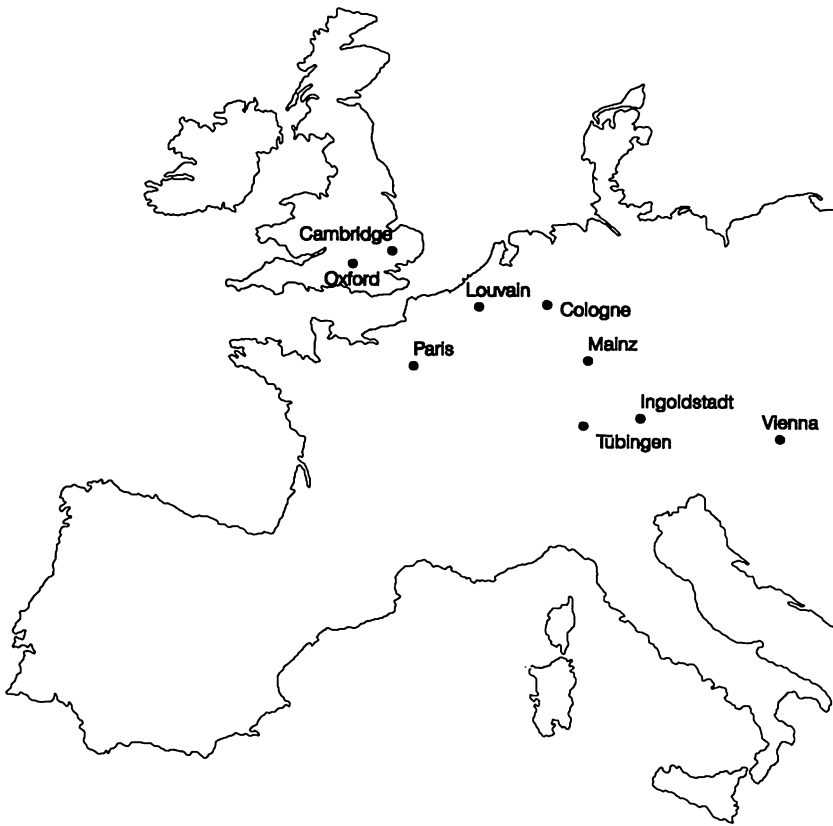 Cambridge
Oxford
Louvain
Cologne
Paris
Mainz
Ingoldstadt
Vienna
Tübingen